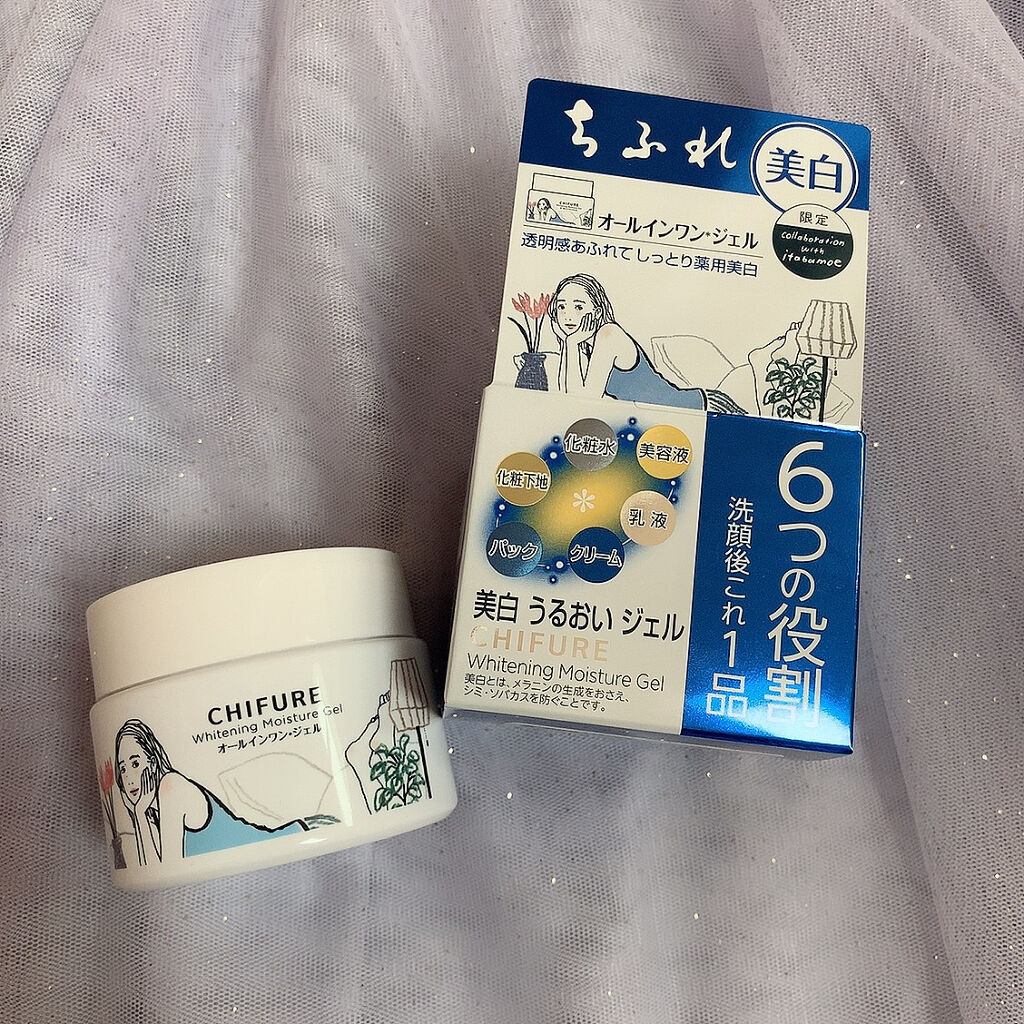 ちふれ
美白
限定
collaboration
with
itabamoe
CHIFURE
オールインワン*ジェル
透明感あふれてしっとり薬用美白
化粧水
美容液
化粧下地
乳液
パック
クリーム
6つの役割
洗顔後これ1品
美白 うるおい ジェル
CHIFURE
Whitening Moisture Gel
美白とは、メラニンの生成をおさえ、
シミ・ソバカスを防ぐことです。
CHIFURE
Whitening Moisture Gel
オールインワン*ジェル